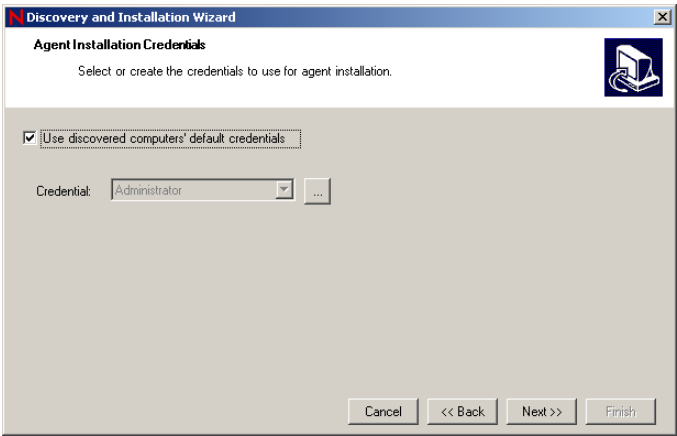 N Discovery and Installation Wizard
Agent Installation Credentials
Select or create the credentials to use for agent installation.
Use discovered computers' default credentials
Credential: Administrator ...
Cancel << Back Next >> Finish